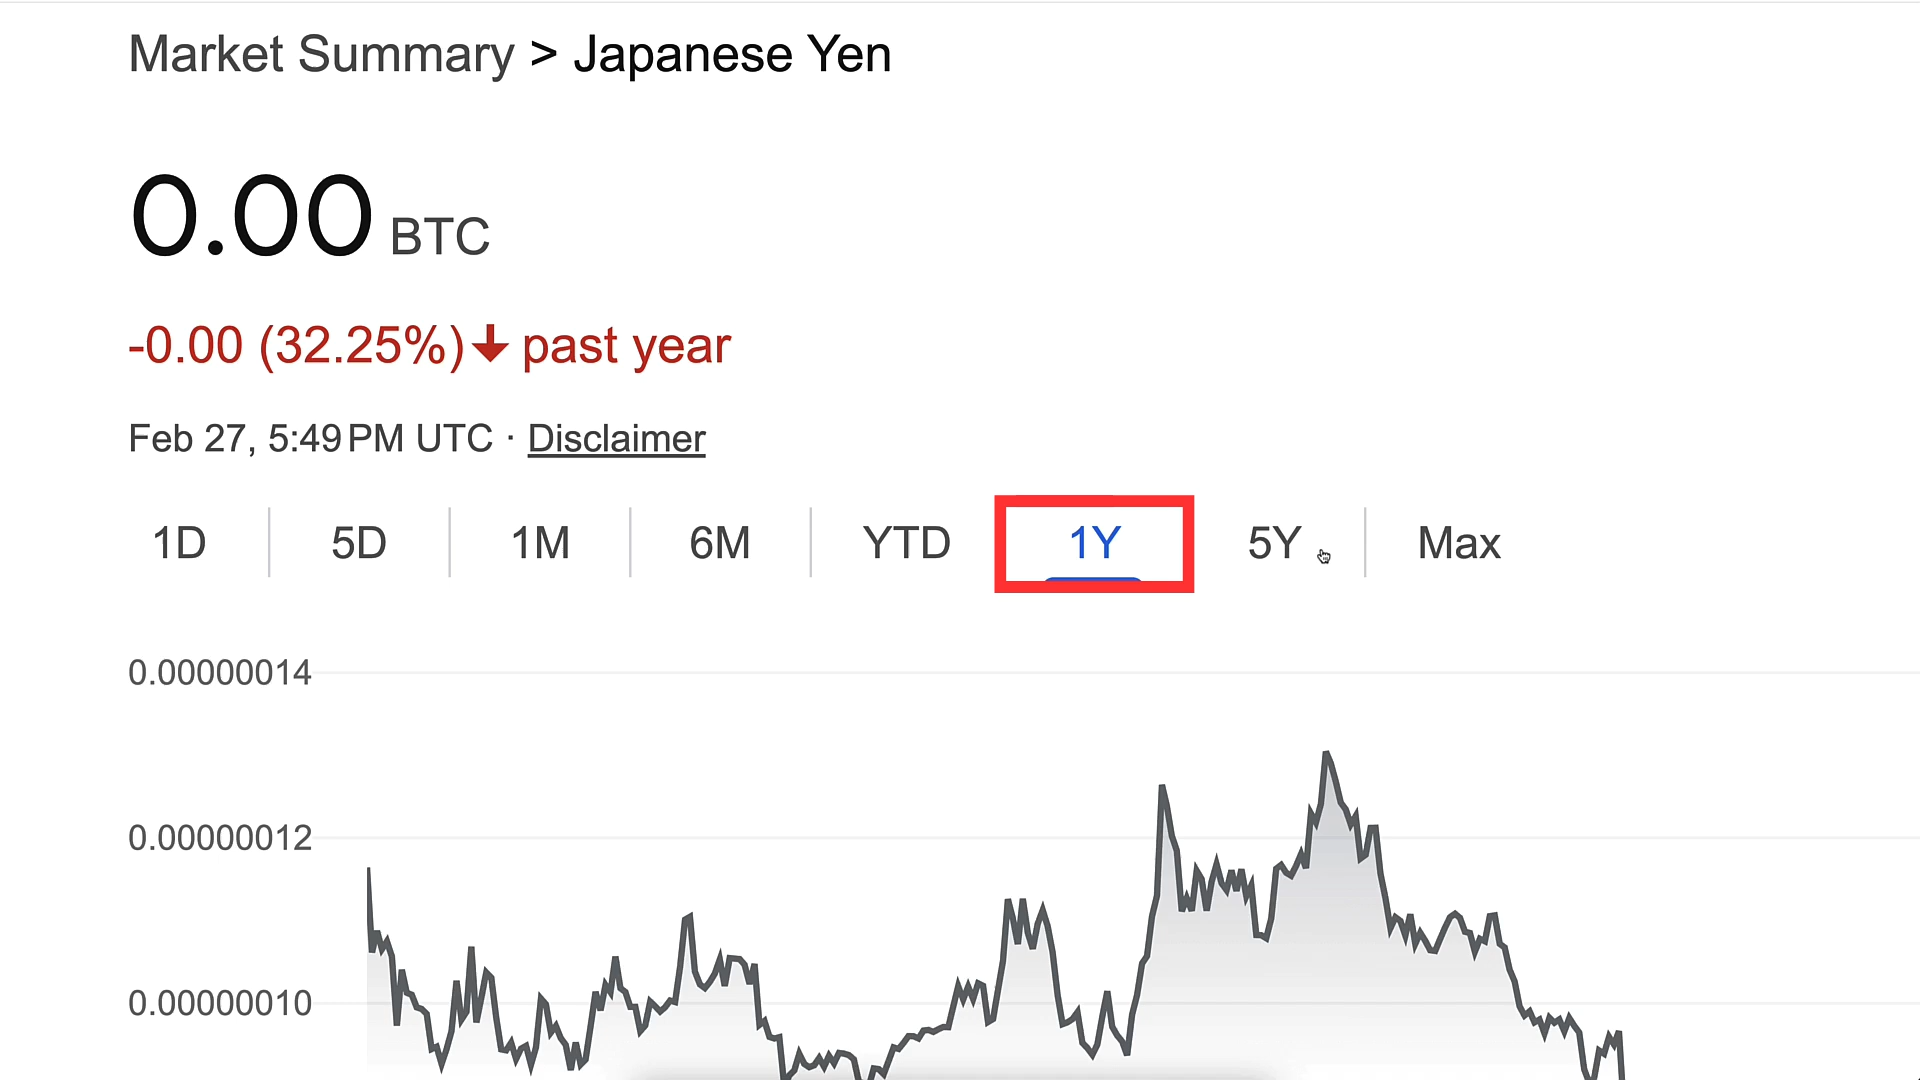 Market Summary > Japanese Yen
0.00 BTC
-0.00 (32.25%)↓ past year
Feb 27, 5:49 PM UTC · Disclaimer
1D 5D 1M 6M YTD 1Y 5Y Max
0.00000014
0.00000012
0.00000010